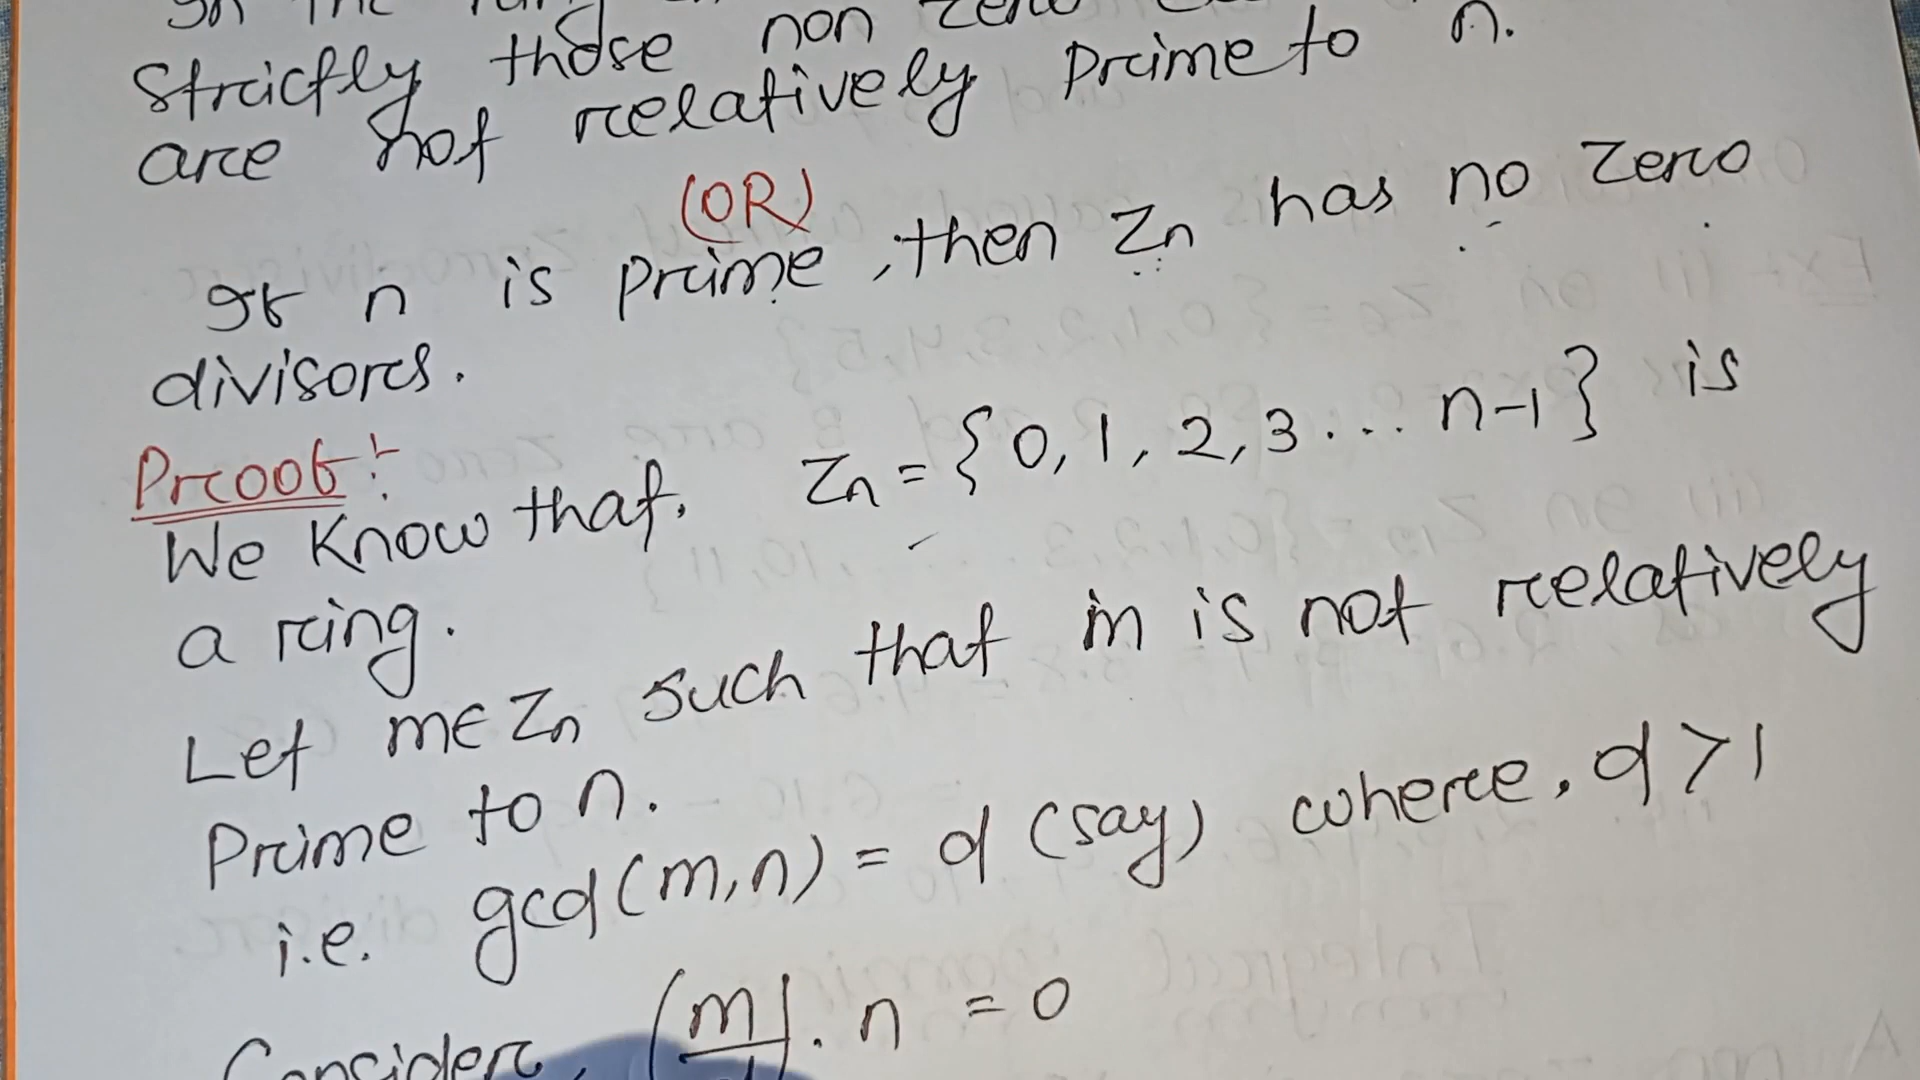 Strictly those non zero
are not relatively Prime to n.
(OR)
If n is prime, then Zn has no zero
divisors.
Proof:-
We know that, Zn = {0, 1, 2, 3 ... n-1} is
a ring.
Let m∈Zn such that m is not relatively
Prime to n.
i.e. gcd(m,n) = d (say) where, d > 1
Consider, (m/d). n = 0